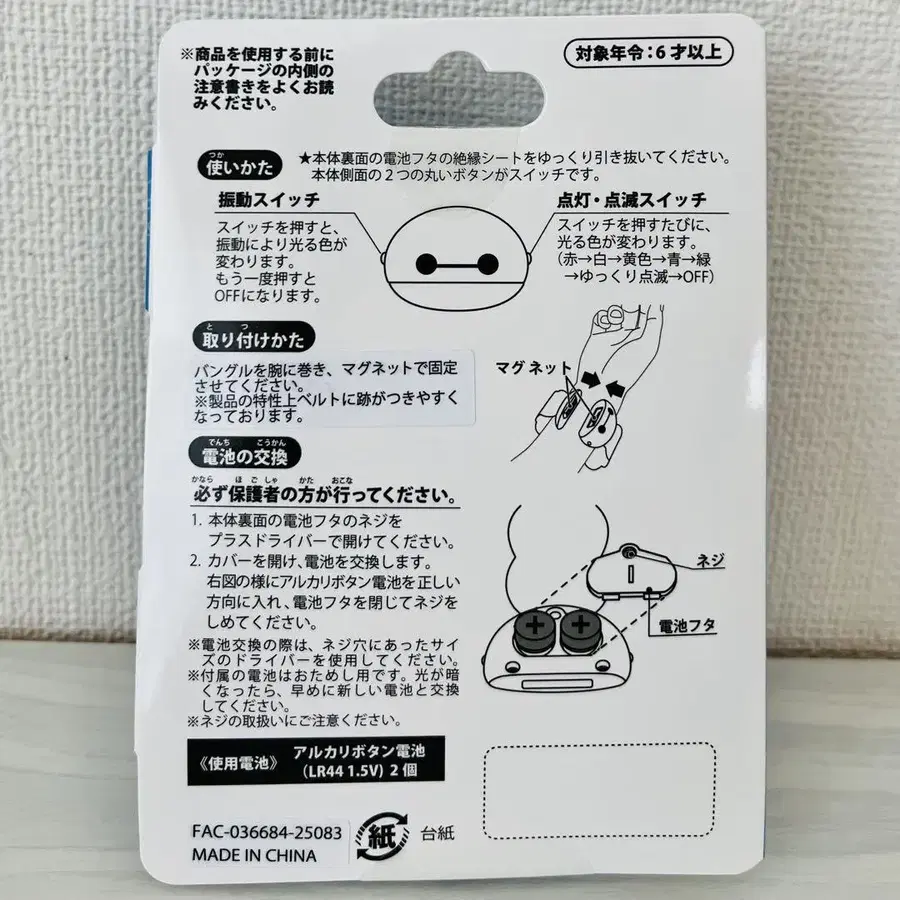 ※商品を使用する前に
パッケージの内側の
注意書きをよくお読
みください。
対象年令：6才以上
つか
使いかた
★本体裏面の電池フタの絶縁シートをゆっくり引き抜いてください。
本体側面の2つの丸いボタンがスイッチです。
振動スイッチ
スイッチを押すと、
振動により光る色が
変わります。
もう一度押すと
OFFになります。
点灯・点滅スイッチ
スイッチを押すたびに、
光る色が変わります。
（赤→白→黄色→青→緑
→ゆっくり点滅→OFF）
と つ
取り付けかた
バングルを腕に巻き、マグネットで固定
させてください。
※製品の特性上ベルトに跡がつきやすく
なっております。
マグネット
でんち こうかん
電池の交換
かなら ほごしゃ かた おこな
必ず保護者の方が行ってください。
1. 本体裏面の電池フタのネジを
プラスドライバーで開けてください。
2. カバーを開け、電池を交換します。
右図の様にアルカリボタン電池を正しい
方向に入れ、電池フタを閉じてネジを
しめてください。
※電池交換の際は、ネジ穴にあったサイ
ズのドライバーを使用してください。
※付属の電池はおためし用です。光が暗
くなったら、早めに新しい電池と交換
してください。
※ネジの取扱いにご注意ください。
ネジ
電池フタ
《使用電池》
アルカリボタン電池
（LR44 1.5V）2個
FAC-036684-25083
MADE IN CHINA
紙
台紙